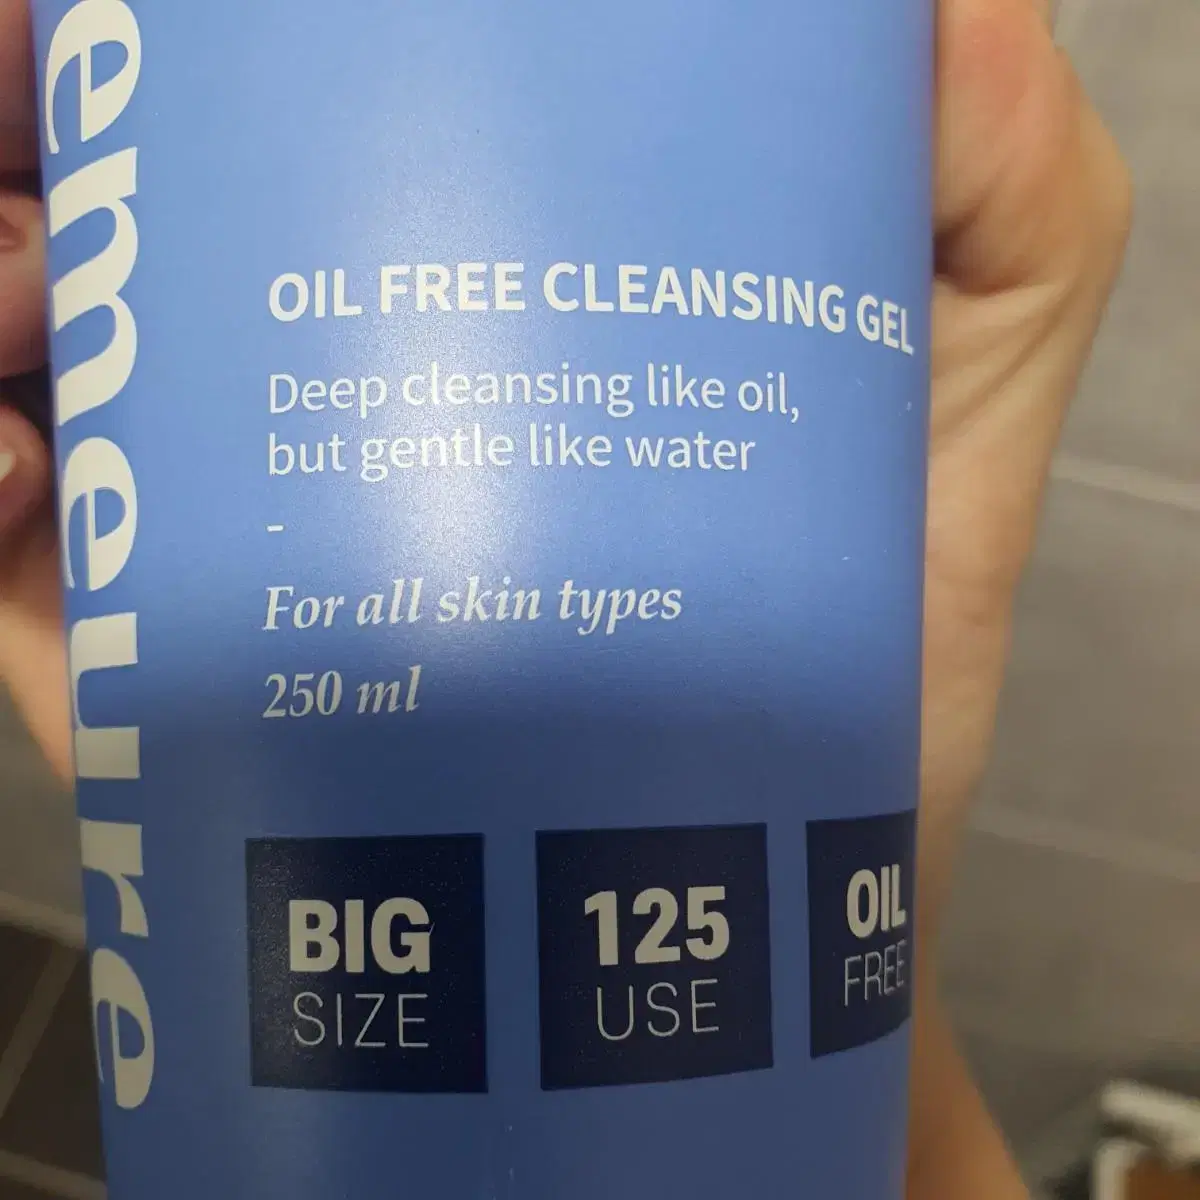 emeure
OIL FREE CLEANSING GEL
Deep cleansing like oil,
but gentle like water
-
For all skin types
250 ml
BIG
SIZE
125
USE
OIL
FREE